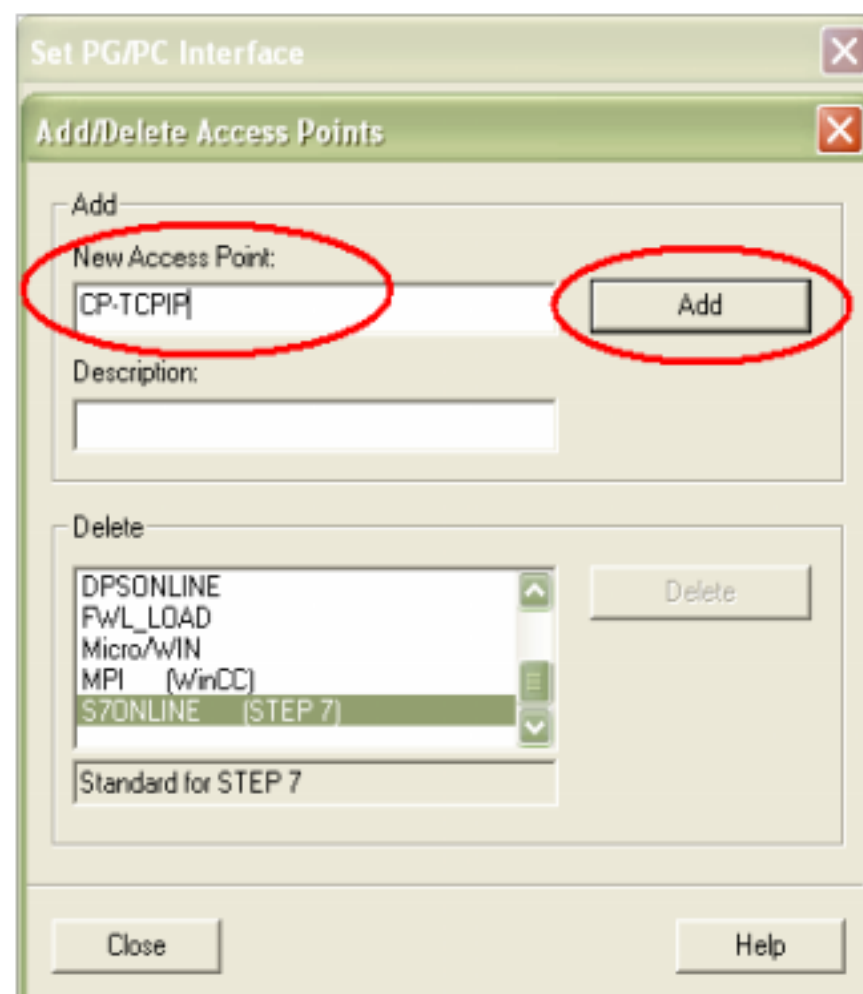 Set PG/PC Interface
Add/Delete Access Points
Add
New Access Point:
CP-TCPIP
Add
Description:
Delete
DPSONLINE
FWL_LOAD
Micro/WIN
MPI (WinCC)
S7ONLINE (STEP 7)
Delete
Standard for STEP 7
Close
Help